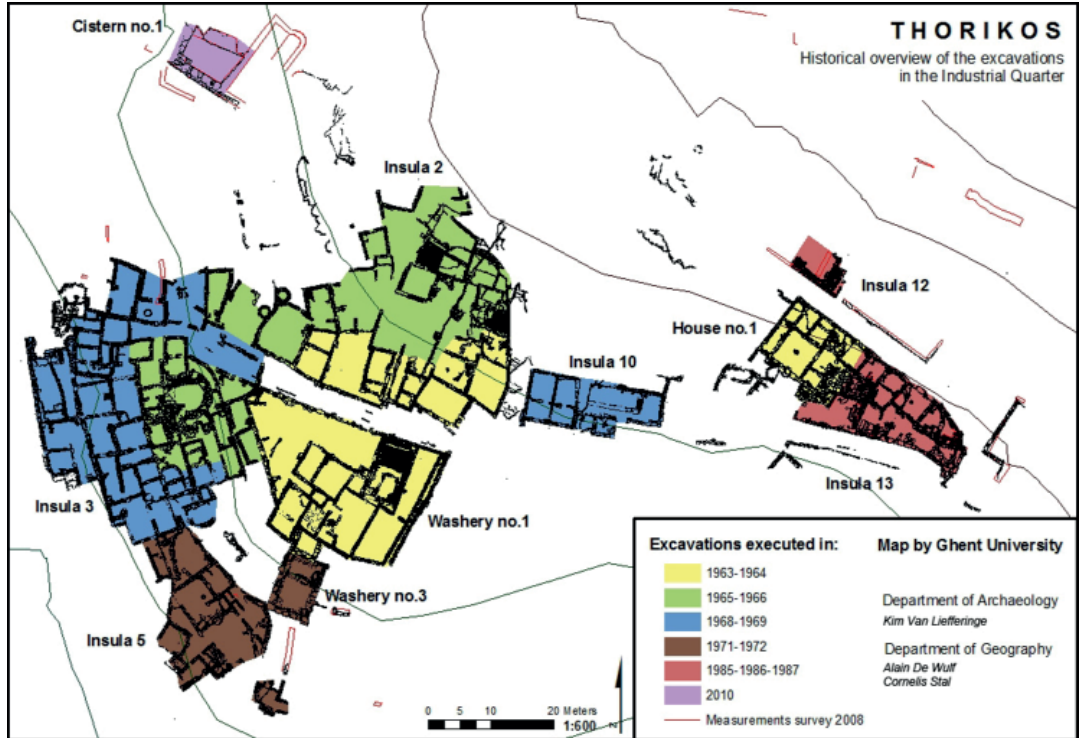 THORIKOS
Historical overview of the excavations
in the Industrial Quarter
Cistern no.1
Insula 2
Insula 12
House no.1
Insula 10
Insula 13
Insula 3
Washery no.1
Washery no.3
Insula 5
0 5 10 20 Meters
1:600
N
Excavations executed in:
1963-1964
1965-1966
1968-1969
1971-1972
1985-1986-1987
2010
Measurements survey 2008
Map by Ghent University
Department of Archaeology
Kim Van Liefferinge
Department of Geography
Alain De Wulf
Cornelis Stal